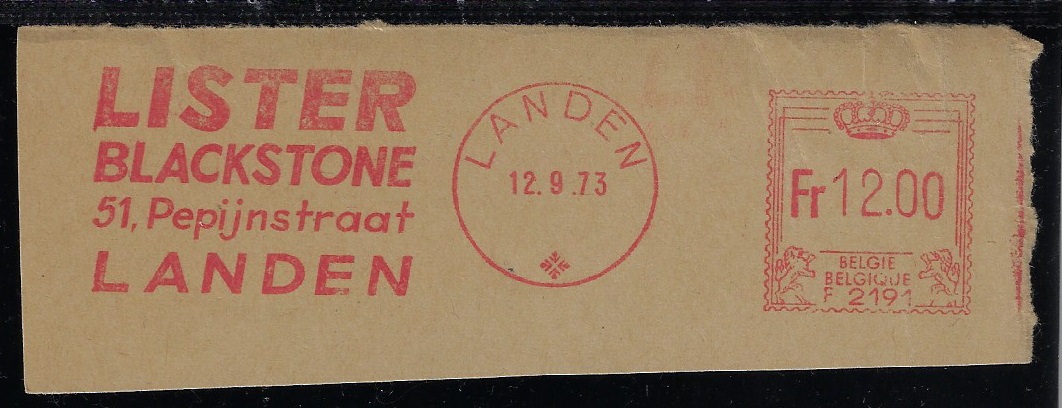 LISTER
BLACKSTONE
51, Pepijnstraat
LANDEN
LANDEN
12.9.73
Fr 12.00
BELGIE
BELGIQUE
F 2191